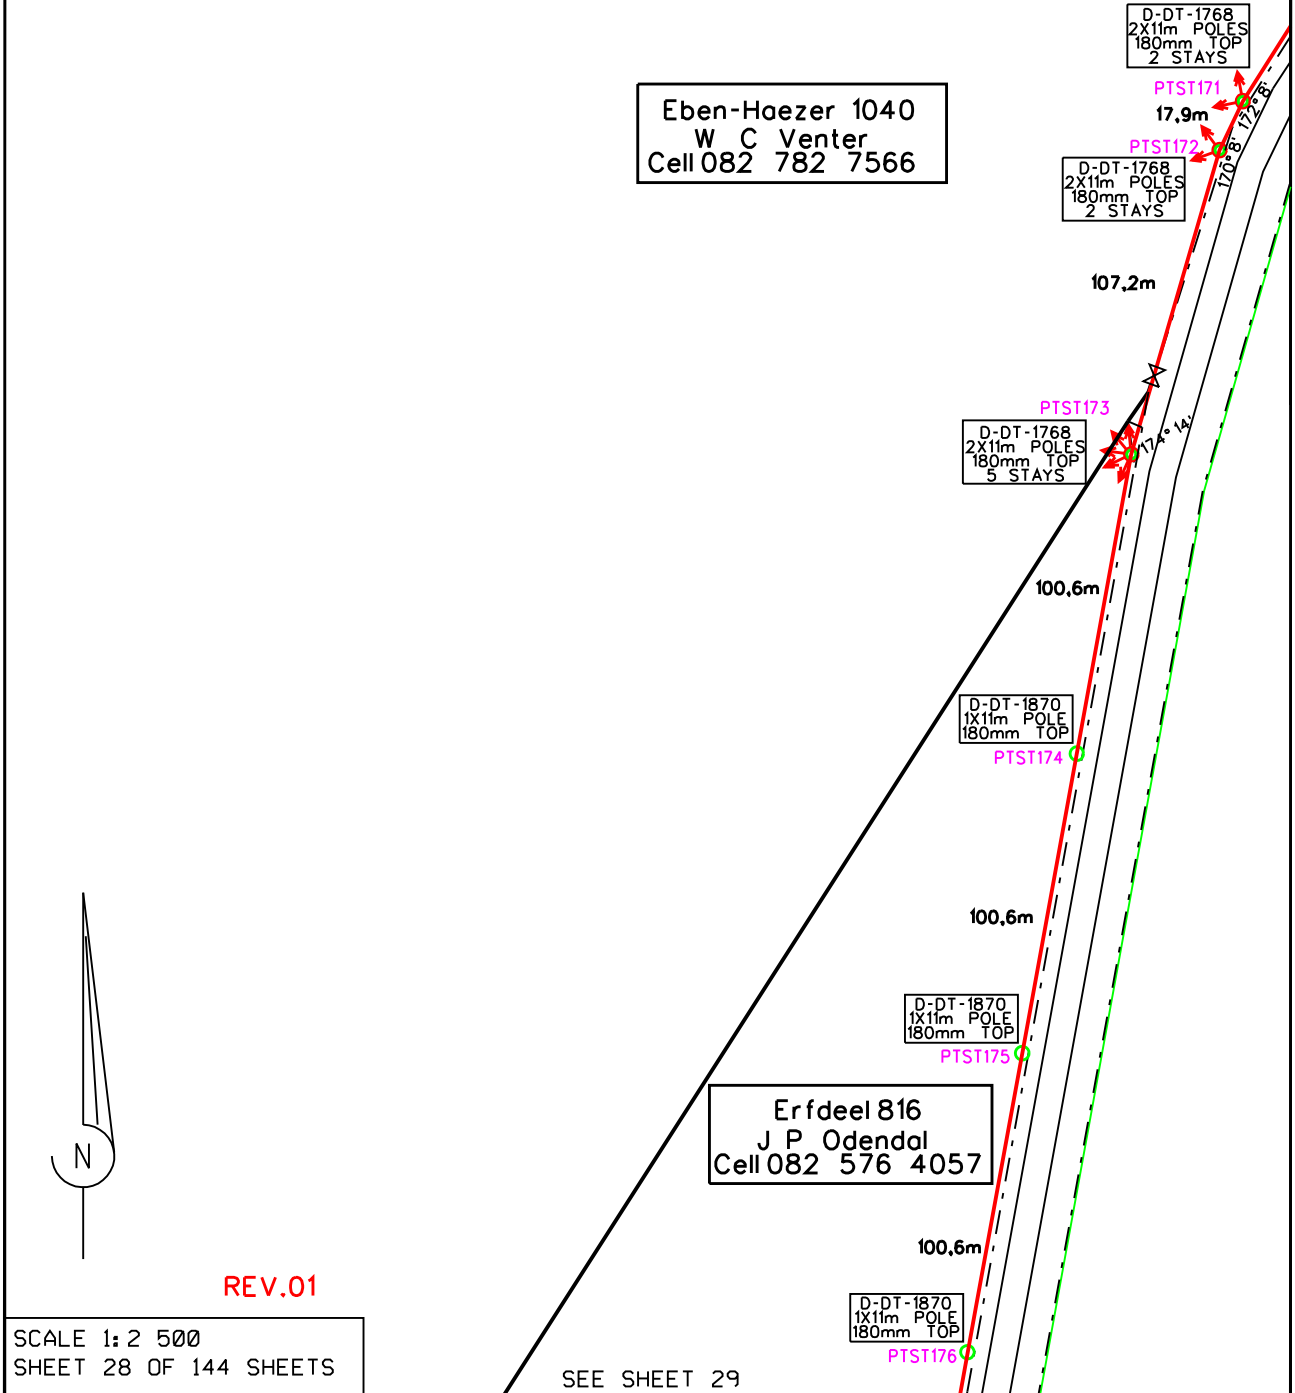 D-DT-1768
2X11m POLES
180mm TOP
2 STAYS
PTST171
17,9m
172° 8'
Eben-Haezer 1040
W C Venter
Cell 082 782 7566
PTST172
170° 8'
D-DT-1768
2X11m POLES
180mm TOP
2 STAYS
107,2m
PTST173
174° 14'
D-DT-1768
2X11m POLES
180mm TOP
5 STAYS
100,6m
D-DT-1870
1X11m POLE
180mm TOP
PTST174
100,6m
D-DT-1870
1X11m POLE
180mm TOP
PTST175
Erfdeel 816
J P Odendal
Cell 082 576 4057
N
100,6m
REV.01
D-DT-1870
1X11m POLE
180mm TOP
PTST176
SCALE 1:2 500
SHEET 28 OF 144 SHEETS
SEE SHEET 29